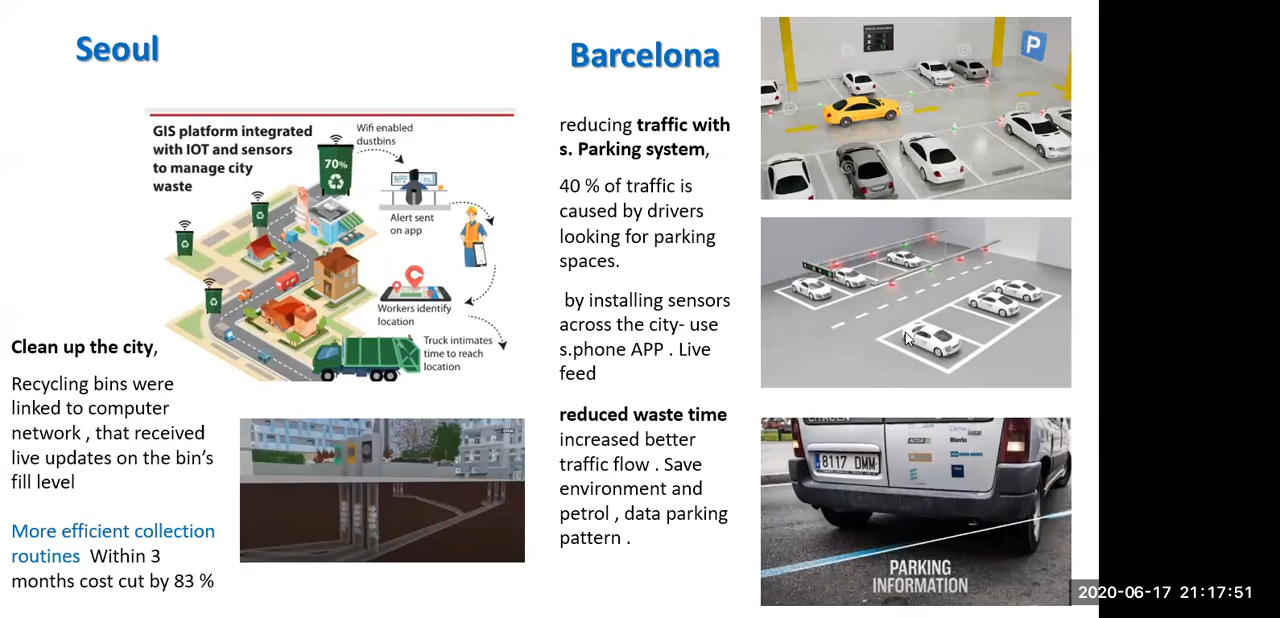 Seoul
GIS platform integrated
with IOT and sensors
to manage city
waste
Wifi enabled
dustbins
70%
Alert sent
on app
Workers identify
location
Truck intimates
time to reach
location
Clean up the city,
Recycling bins were
linked to computer
network , that received
live updates on the bin's
fill level
More efficient collection
routines Within 3
months cost cut by 83 %
Barcelona
reducing traffic with
s. Parking system,
40 % of traffic is
caused by drivers
looking for parking
spaces.
by installing sensors
across the city- use
s.phone APP . Live
feed
reduced waste time
increased better
traffic flow . Save
environment and
petrol , data parking
pattern .
P
8117 DMM
PARKING
INFORMATION
2020-06-17 21:17:51